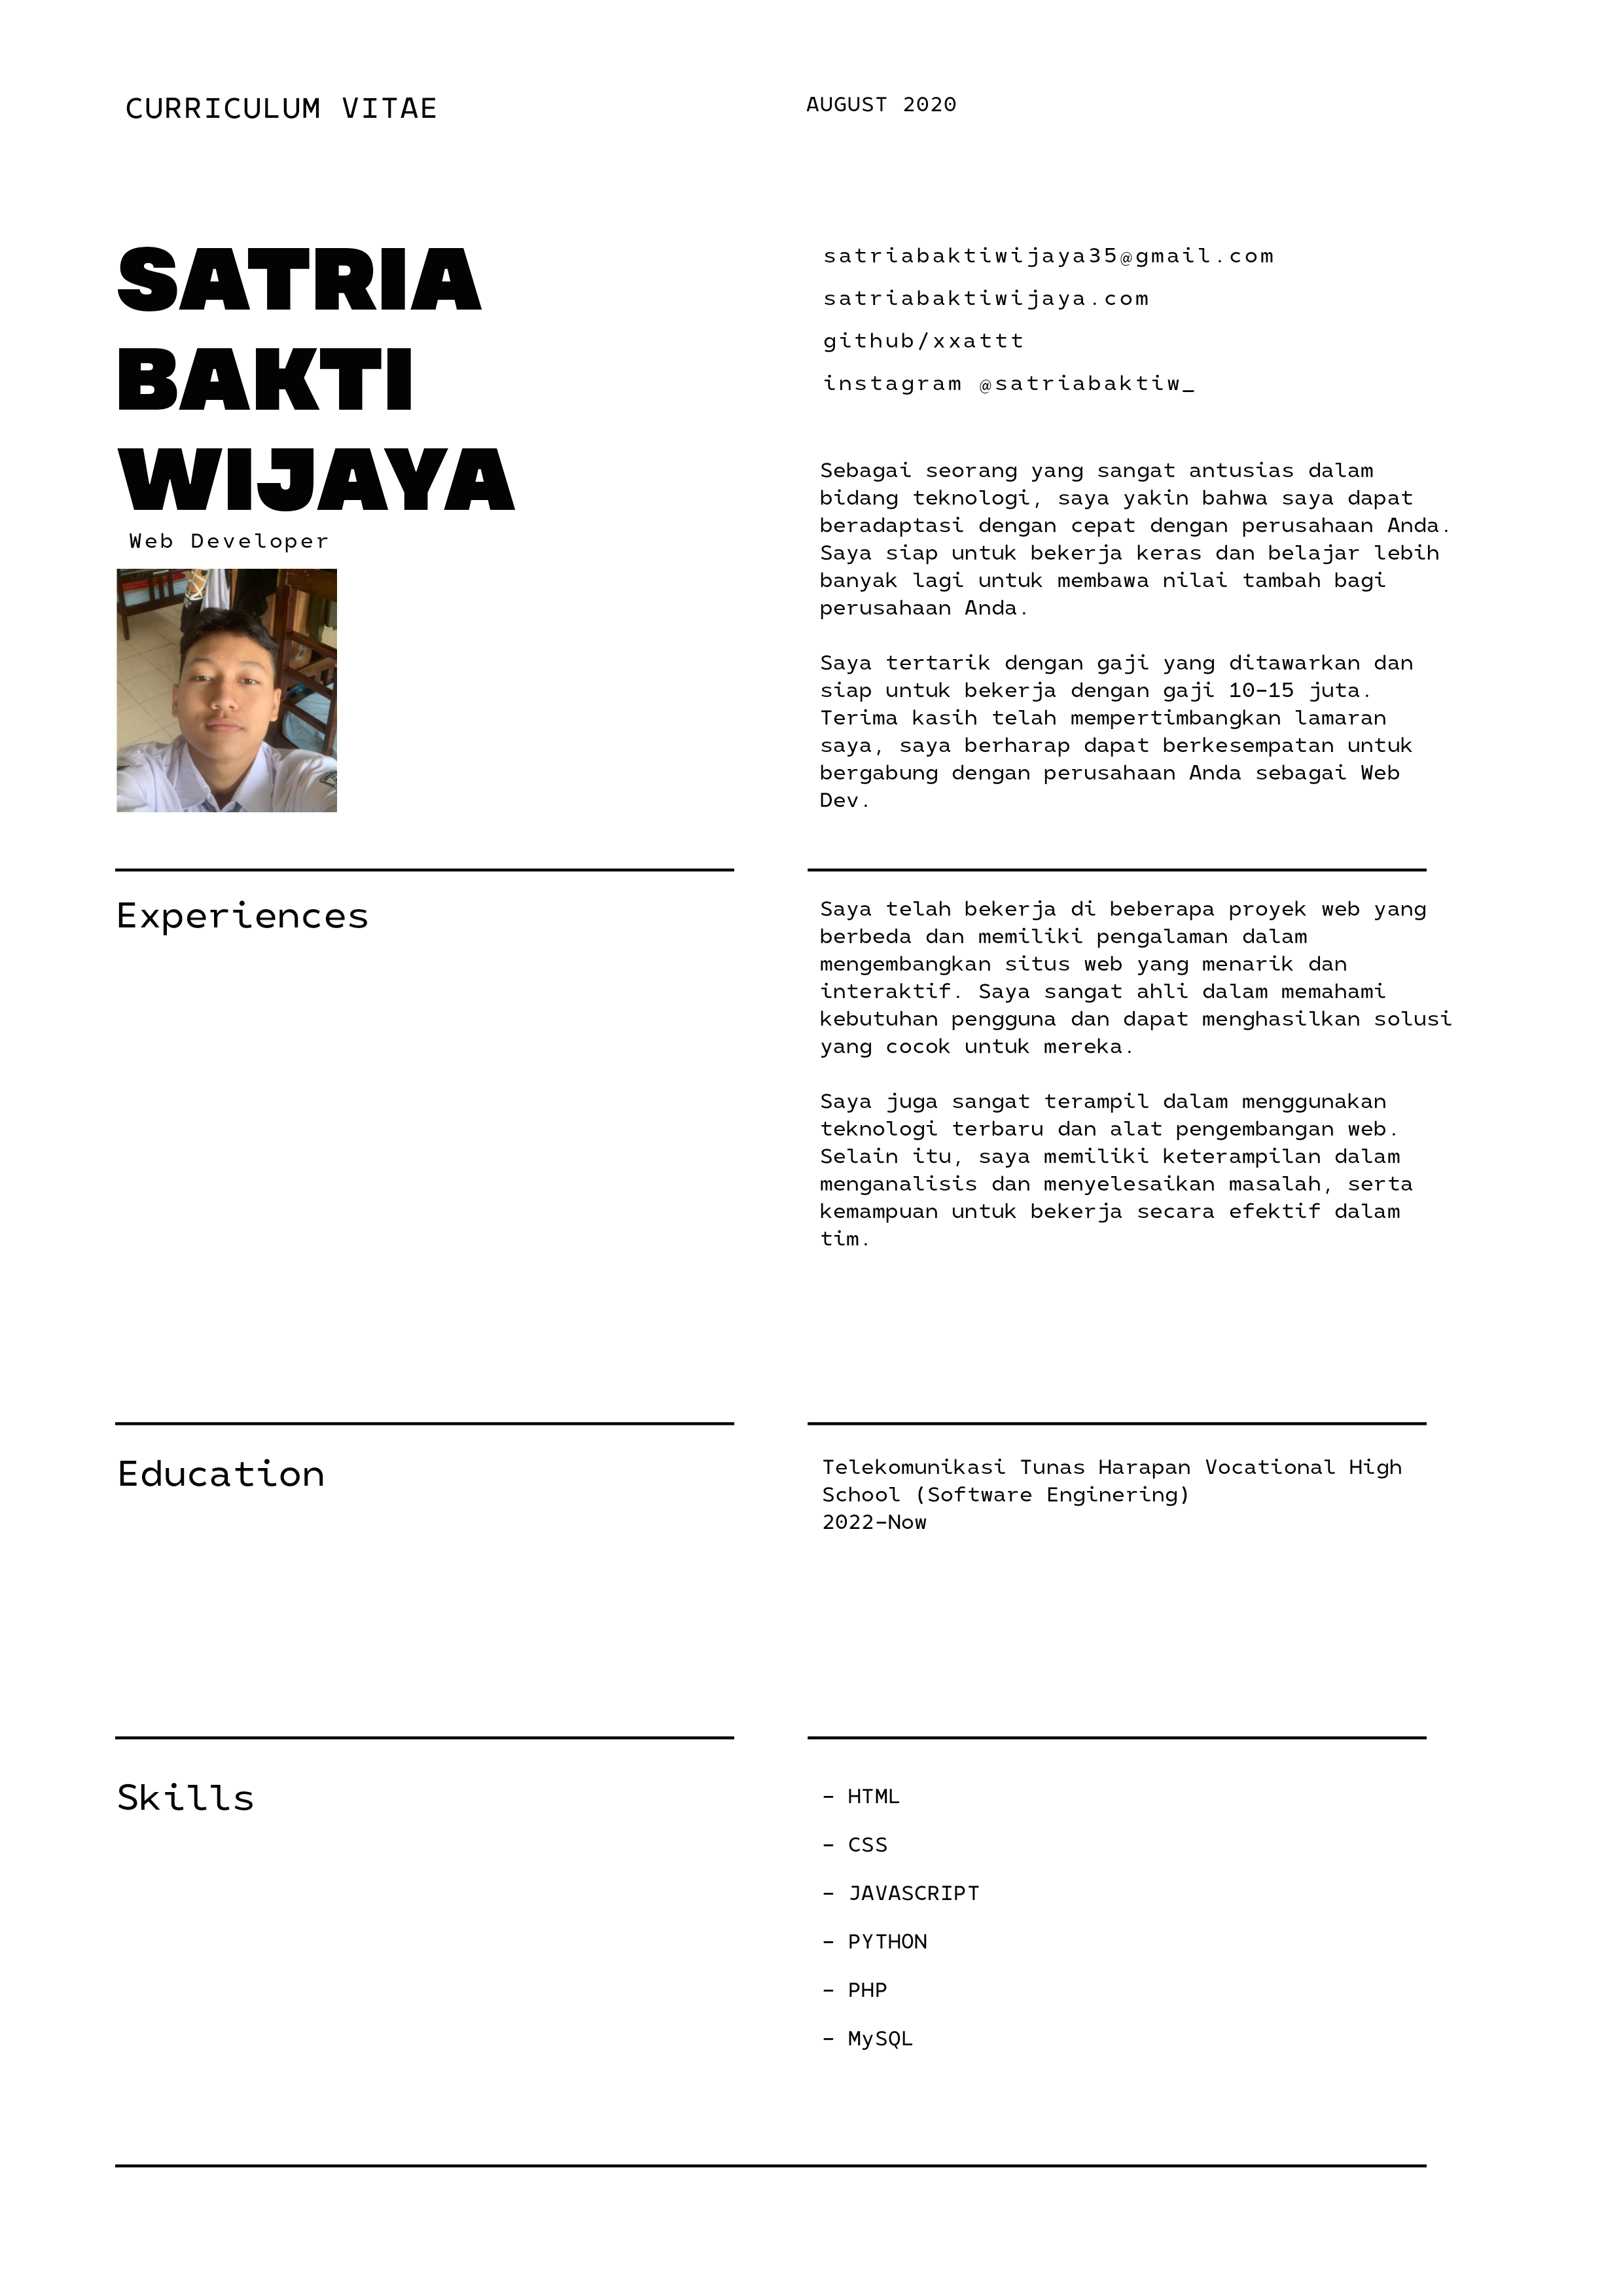 CURRICULUM VITAE
AUGUST 2020
SATRIA
BAKTI
WIJAYA
Web Developer
satriabaktiwijaya35@gmail.com
satriabaktiwijaya.com
github/xxattt
instagram @satriabaktiw_
Sebagai seorang yang sangat antusias dalam
bidang teknologi, saya yakin bahwa saya dapat
beradaptasi dengan cepat dengan perusahaan Anda.
Saya siap untuk bekerja keras dan belajar lebih
banyak lagi untuk membawa nilai tambah bagi
perusahaan Anda.
Saya tertarik dengan gaji yang ditawarkan dan
siap untuk bekerja dengan gaji 10-15 juta.
Terima kasih telah mempertimbangkan lamaran
saya, saya berharap dapat berkesempatan untuk
bergabung dengan perusahaan Anda sebagai Web
Dev.
Experiences
Saya telah bekerja di beberapa proyek web yang
berbeda dan memiliki pengalaman dalam
mengembangkan situs web yang menarik dan
interaktif. Saya sangat ahli dalam memahami
kebutuhan pengguna dan dapat menghasilkan solusi
yang cocok untuk mereka.
Saya juga sangat terampil dalam menggunakan
teknologi terbaru dan alat pengembangan web.
Selain itu, saya memiliki keterampilan dalam
menganalisis dan menyelesaikan masalah, serta
kemampuan untuk bekerja secara efektif dalam
tim.
Education
Telekomunikasi Tunas Harapan Vocational High
School (Software Enginering)
2022-Now
Skills
- HTML
- CSS
- JAVASCRIPT
- PYTHON
- PHP
- MySQL